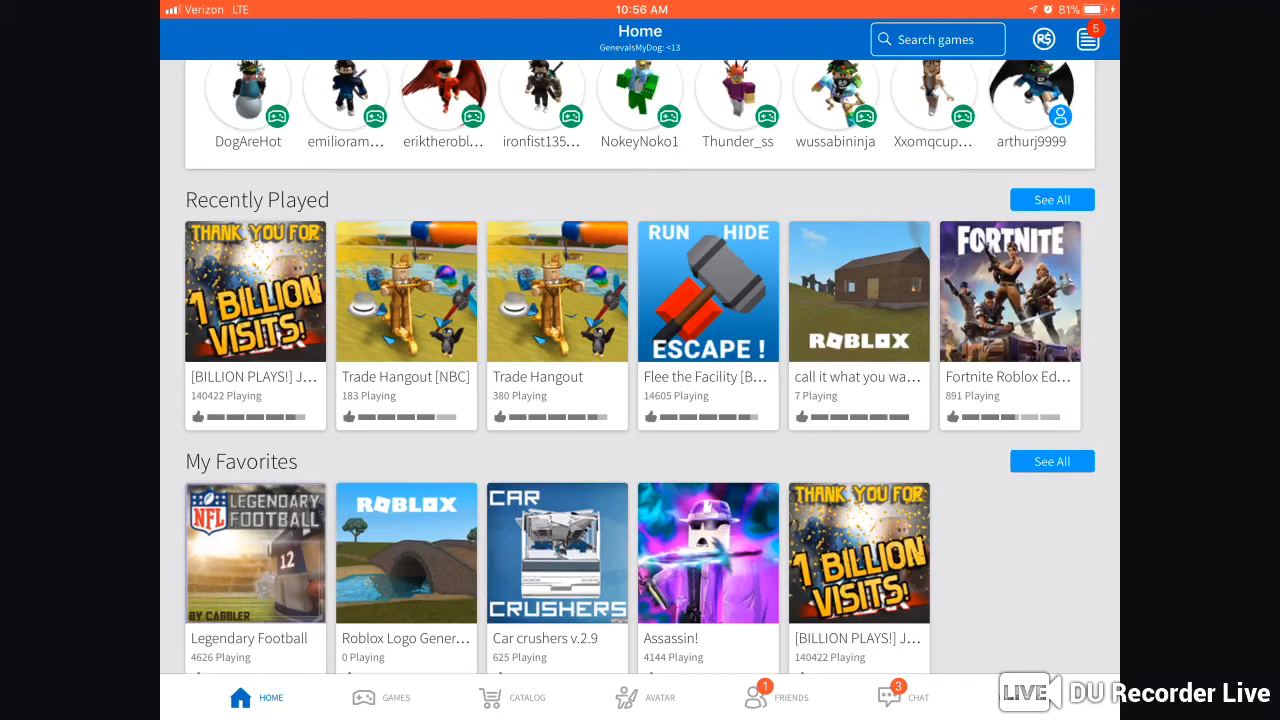 Verizon LTE 10:56 AM 81%
Home
GenevaIsMyDog: <13
Search games
R$
5
DogAreHot emilioram... eriktherobl... ironfist135... NokeyNoko1 Thunder_ss wussabininja Xxomqcup... arthurj9999
Recently Played
See All
THANK YOU FOR
1 BILLION
VISITS!
RUN HIDE
ESCAPE !
ROBLOX
FORTNITE
[BILLION PLAYS!] J... Trade Hangout [NBC] Trade Hangout Flee the Facility [B... call it what you wa... Fortnite Roblox Ed...
140422 Playing 183 Playing 380 Playing 14605 Playing 7 Playing 891 Playing
My Favorites
See All
NFL
LEGENDARY
FOOTBALL
12
BY CABBLER
ROBLOX
CAR
CRUSHERS
THANK YOU FOR
1 BILLION
VISITS!
Legendary Football Roblox Logo Gener... Car crushers v.2.9 Assassin! [BILLION PLAYS!] J...
4626 Playing 0 Playing 625 Playing 4144 Playing 140422 Playing
HOME GAMES CATALOG AVATAR 1 FRIENDS 3 CHAT
LIVE DU Recorder Live